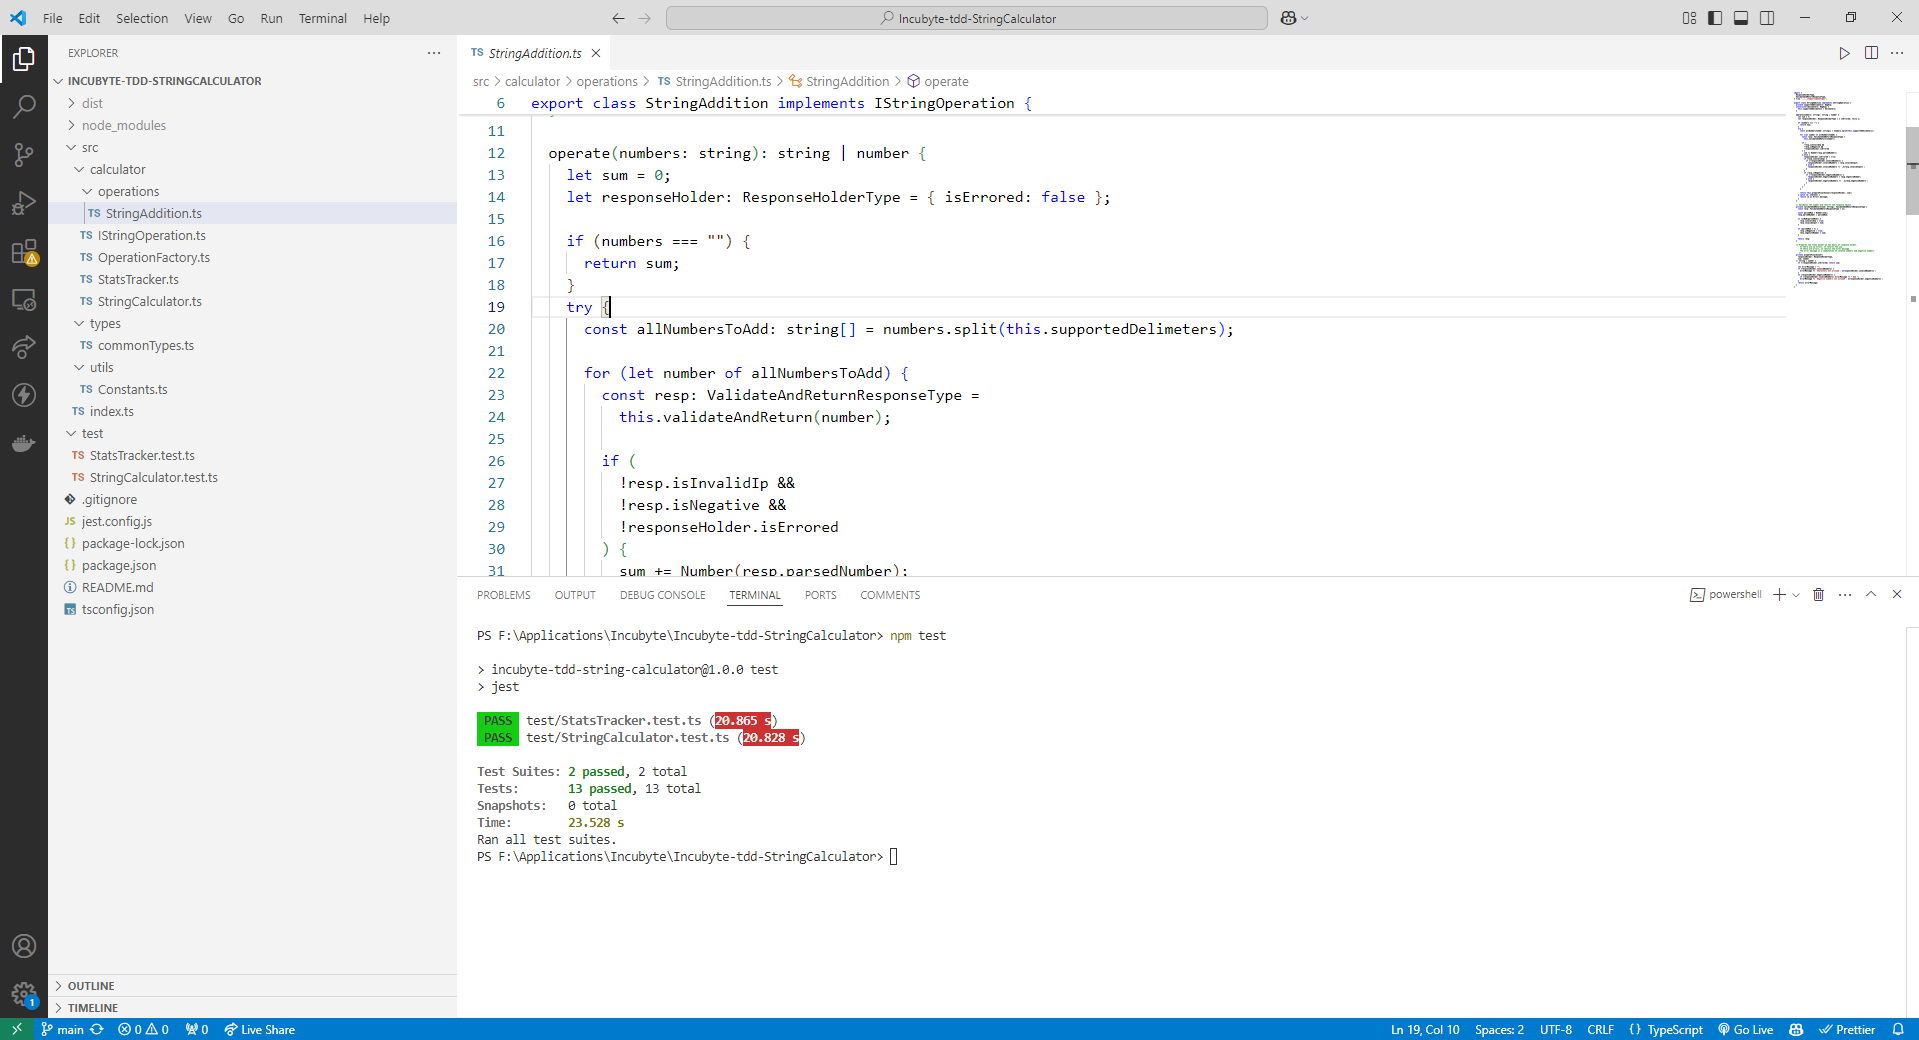 File Edit Selection View Go Run Terminal Help
Incubyte-tdd-StringCalculator
EXPLORER
INCUBYTE-TDD-STRINGCALCULATOR
dist
node_modules
src
calculator
operations
TS StringAddition.ts
TS IStringOperation.ts
TS OperationFactory.ts
TS StatsTracker.ts
TS StringCalculator.ts
types
TS commonTypes.ts
utils
TS Constants.ts
TS index.ts
test
TS StatsTracker.test.ts
TS StringCalculator.test.ts
.gitignore
JS jest.config.js
{} package-lock.json
{} package.json
README.md
TS tsconfig.json
OUTLINE
TIMELINE
TS StringAddition.ts
src > calculator > operations > TS StringAddition.ts > StringAddition > operate
6 export class StringAddition implements IStringOperation {
11
12 operate(numbers: string): string | number {
13 let sum = 0;
14 let responseHolder: ResponseHolderType = { isErrored: false };
15
16 if (numbers === "") {
17 return sum;
18 }
19 try {
20 const allNumbersToAdd: string[] = numbers.split(this.supportedDelimeters);
21
22 for (let number of allNumbersToAdd) {
23 const resp: ValidateAndReturnResponseType =
24 this.validateAndReturn(number);
25
26 if (
27 !resp.isInvalidIp &&
28 !resp.isNegative &&
29 !responseHolder.isErrored
30 ) {
31 sum += Number(resp.parsedNumber);
PROBLEMS OUTPUT DEBUG CONSOLE TERMINAL PORTS COMMENTS
powershell
PS F:\Applications\Incubyte\Incubyte-tdd-StringCalculator> npm test
> incubyte-tdd-string-calculator@1.0.0 test
> jest
PASS test/StatsTracker.test.ts (20.865 s)
PASS test/StringCalculator.test.ts (20.828 s)
Test Suites: 2 passed, 2 total
Tests: 13 passed, 13 total
Snapshots: 0 total
Time: 23.528 s
Ran all test suites.
PS F:\Applications\Incubyte\Incubyte-tdd-StringCalculator>
1
main 0 0 0 Live Share
Ln 19, Col 10 Spaces: 2 UTF-8 CRLF {} TypeScript Go Live Prettier